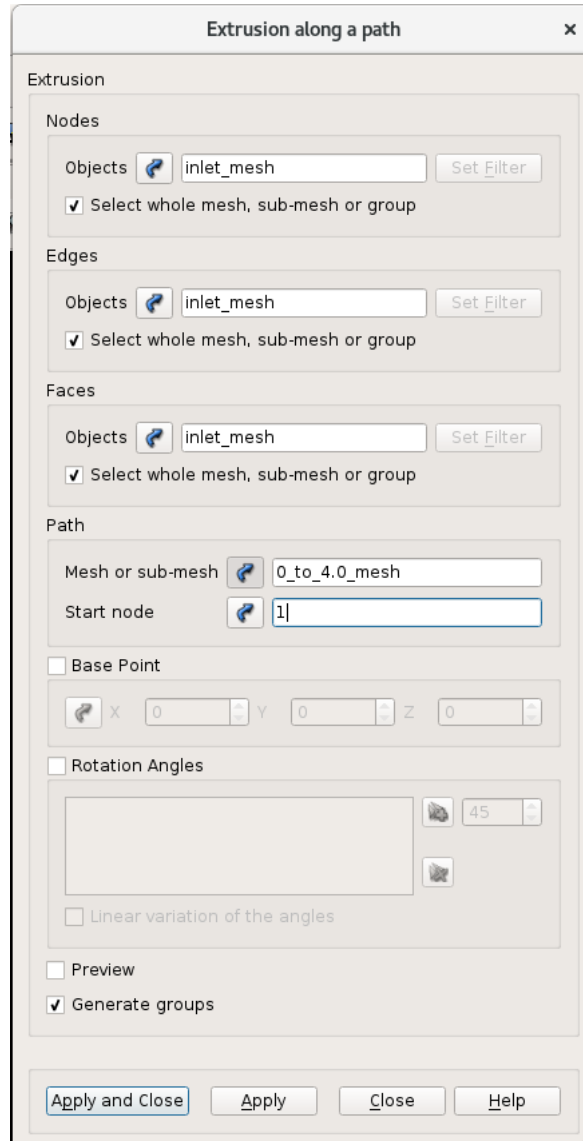 Extrusion along a path ×
Extrusion
Nodes
Objects inlet_mesh Set Filter
Select whole mesh, sub-mesh or group
Edges
Objects inlet_mesh Set Filter
Select whole mesh, sub-mesh or group
Faces
Objects inlet_mesh Set Filter
Select whole mesh, sub-mesh or group
Path
Mesh or sub-mesh 0_to_4.0_mesh
Start node 1
Base Point
X 0 Y 0 Z 0
Rotation Angles
45
Linear variation of the angles
Preview
Generate groups
Apply and Close Apply Close Help